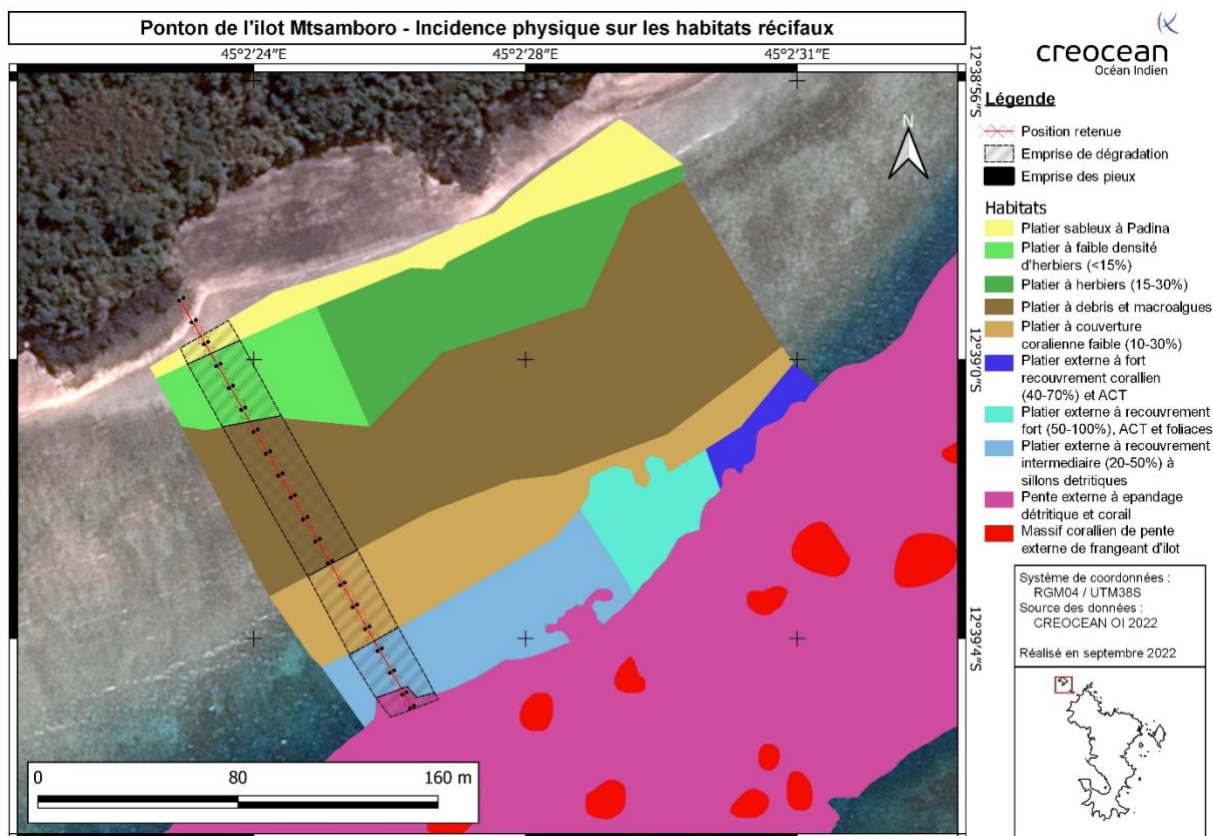 Ponton de l'ilot Mtsamboro - Incidence physique sur les habitats récifaux
45°2'24"E
45°2'28"E
45°2'31"E
12°38'56"S
12°39'0"S
12°39'4"S
N
0
80
160 m
creocean
Océan Indien
Légende
Position retenue
Emprise de dégradation
Emprise des pieux
Habitats
Platier sableux à Padina
Platier à faible densité
d'herbiers (<15%)
Platier à herbiers (15-30%)
Platier à debris et macroalgues
Platier à couverture
coralienne faible (10-30%)
Platier externe à fort
recouvrement corallien
(40-70%) et ACT
Platier externe à recouvrement
fort (50-100%), ACT et foliaces
Platier externe à recouvrement
intermediaire (20-50%) à
sillons detritiques
Pente externe à epandage
détritique et corail
Massif corallien de pente
externe de frangeant d'ilot
Système de coordonnées :
RGM04 / UTM38S
Source des données :
CREOCEAN OI 2022
Réalisé en septembre 2022